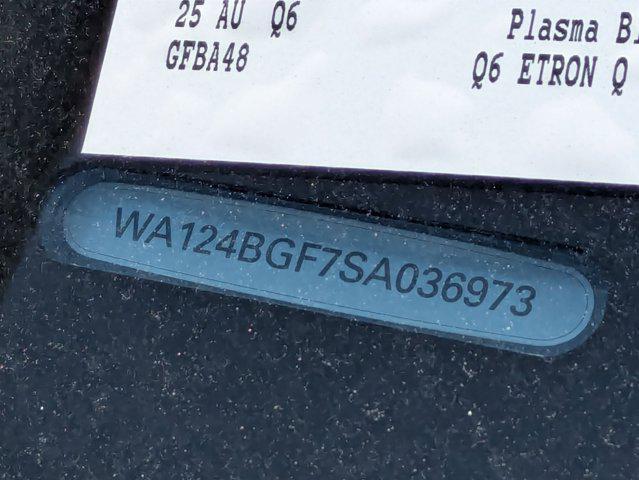 25 AU Q6
Plasma
GFBA48
Q6 ETRON Q
WA124BGF7SA036973